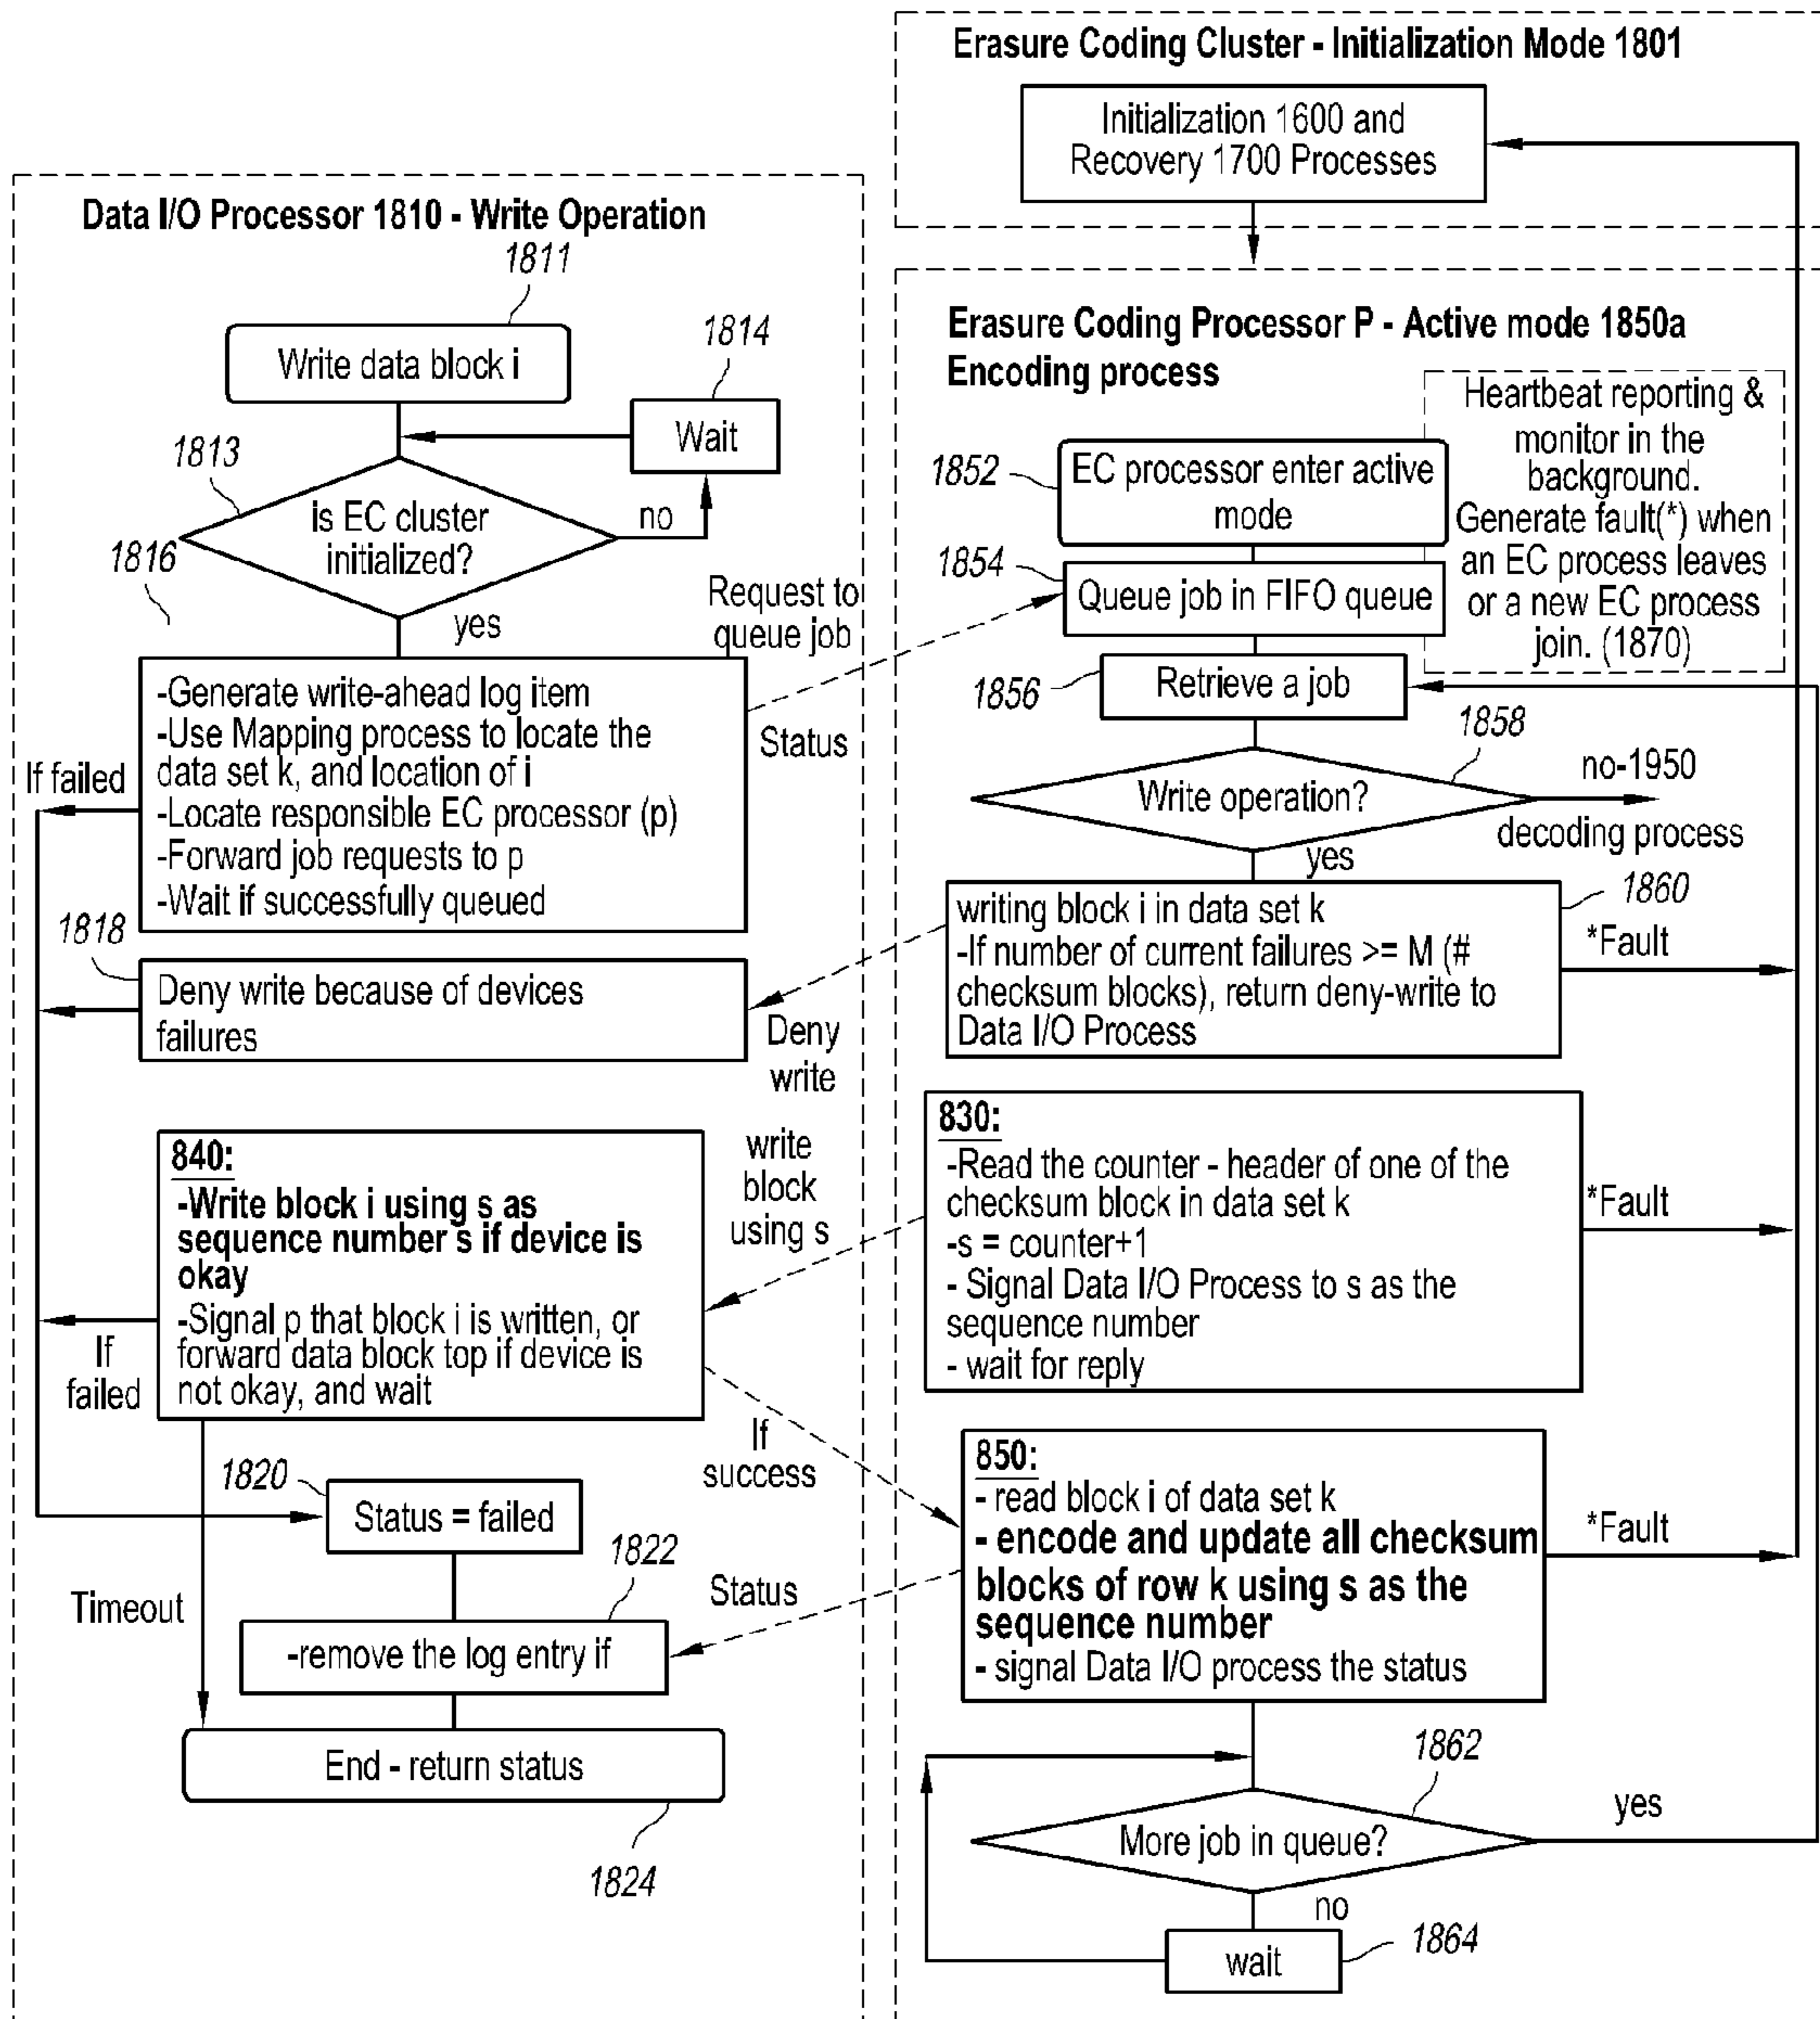 Erasure Coding Cluster - Initialization Mode 1801
Initialization 1600 and
Recovery 1700 Processes
Data I/O Processor 1810 - Write Operation
1811
Write data block i
1814
Wait
1813
is EC cluster
initialized?
no
1816
yes
Request to
queue job
-Generate write-ahead log item
-Use Mapping process to locate the
data set k, and location of i
-Locate responsible EC processor (p)
-Forward job requests to p
-Wait if successfully queued
Status
If failed
1818
Deny write because of devices
failures
Deny
write
840:
-Write block i using s as
sequence number s if device is
okay
-Signal p that block i is written, or
forward data block top if device is
not okay, and wait
write
block
using s
If
failed
If
success
1820
Status = failed
1822
Timeout
Status
-remove the log entry if
End - return status
1824
Erasure Coding Processor P - Active mode 1850a
Encoding process
Heartbeat reporting &
monitor in the
background.
Generate fault(*) when
an EC process leaves
or a new EC process
join. (1870)
1852
EC processor enter active
mode
1854
Queue job in FIFO queue
1856
Retrieve a job
1858
Write operation?
no-1950
decoding process
yes
1860
writing block i in data set k
-If number of current failures >= M (#
checksum blocks), return deny-write to
Data I/O Process
*Fault
830:
-Read the counter - header of one of the
checksum block in data set k
-s = counter+1
- Signal Data I/O Process to s as the
sequence number
- wait for reply
*Fault
850:
- read block i of data set k
- encode and update all checksum
blocks of row k using s as the
sequence number
- signal Data I/O process the status
*Fault
1862
More job in queue?
yes
no
wait
1864